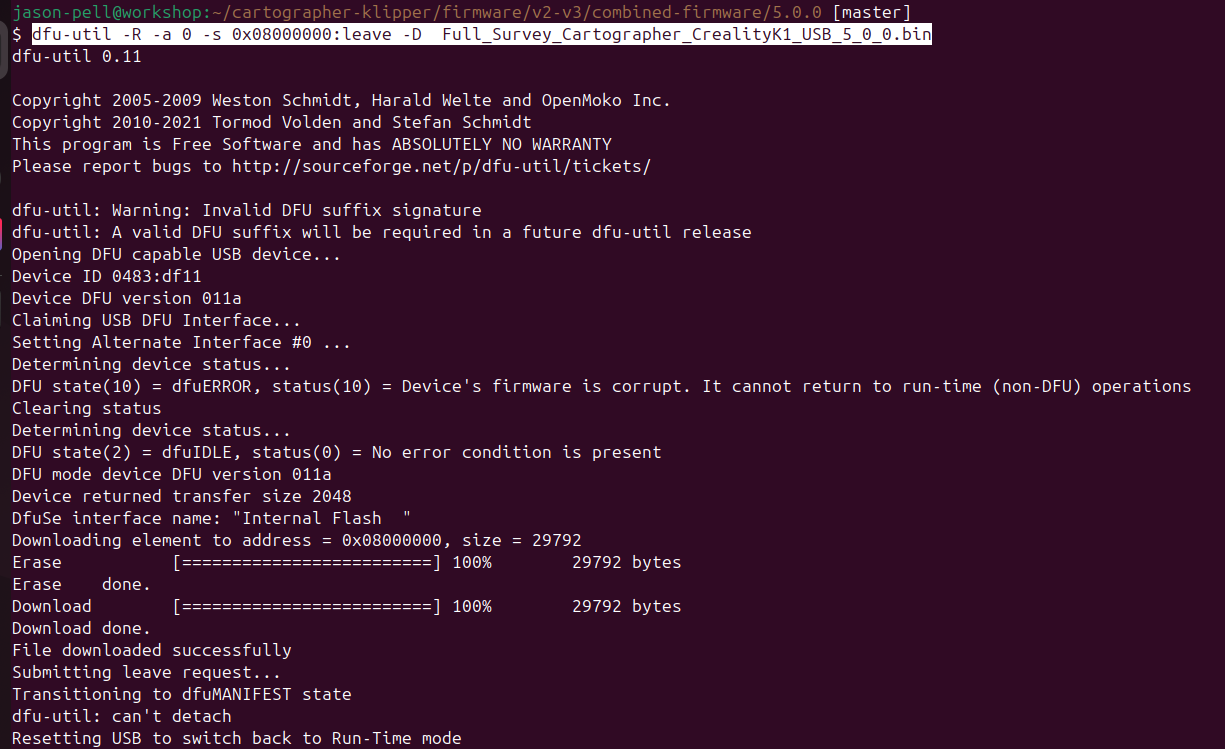 jason-pell@workshop:~/cartographer-klipper/firmware/v2-v3/combined-firmware/5.0.0 [master]
$ dfu-util -R -a 0 -s 0x08000000:leave -D  Full_Survey_Cartographer_CrealityK1_USB_5_0_0.bin
dfu-util 0.11

Copyright 2005-2009 Weston Schmidt, Harald Welte and OpenMoko Inc.
Copyright 2010-2021 Tormod Volden and Stefan Schmidt
This program is Free Software and has ABSOLUTELY NO WARRANTY
Please report bugs to http://sourceforge.net/p/dfu-util/tickets/

dfu-util: Warning: Invalid DFU suffix signature
dfu-util: A valid DFU suffix will be required in a future dfu-util release
Opening DFU capable USB device...
Device ID 0483:df11
Device DFU version 011a
Claiming USB DFU Interface...
Setting Alternate Interface #0 ...
Determining device status...
DFU state(10) = dfuERROR, status(10) = Device's firmware is corrupt. It cannot return to run-time (non-DFU) operations
Clearing status
Determining device status...
DFU state(2) = dfuIDLE, status(0) = No error condition is present
DFU mode device DFU version 011a
Device returned transfer size 2048
DfuSe interface name: "Internal Flash  "
Downloading element to address = 0x08000000, size = 29792
Erase           [=========================] 100%        29792 bytes
Erase    done.
Download        [=========================] 100%        29792 bytes
Download done.
File downloaded successfully
Submitting leave request...
Transitioning to dfuMANIFEST state
dfu-util: can't detach
Resetting USB to switch back to Run-Time mode